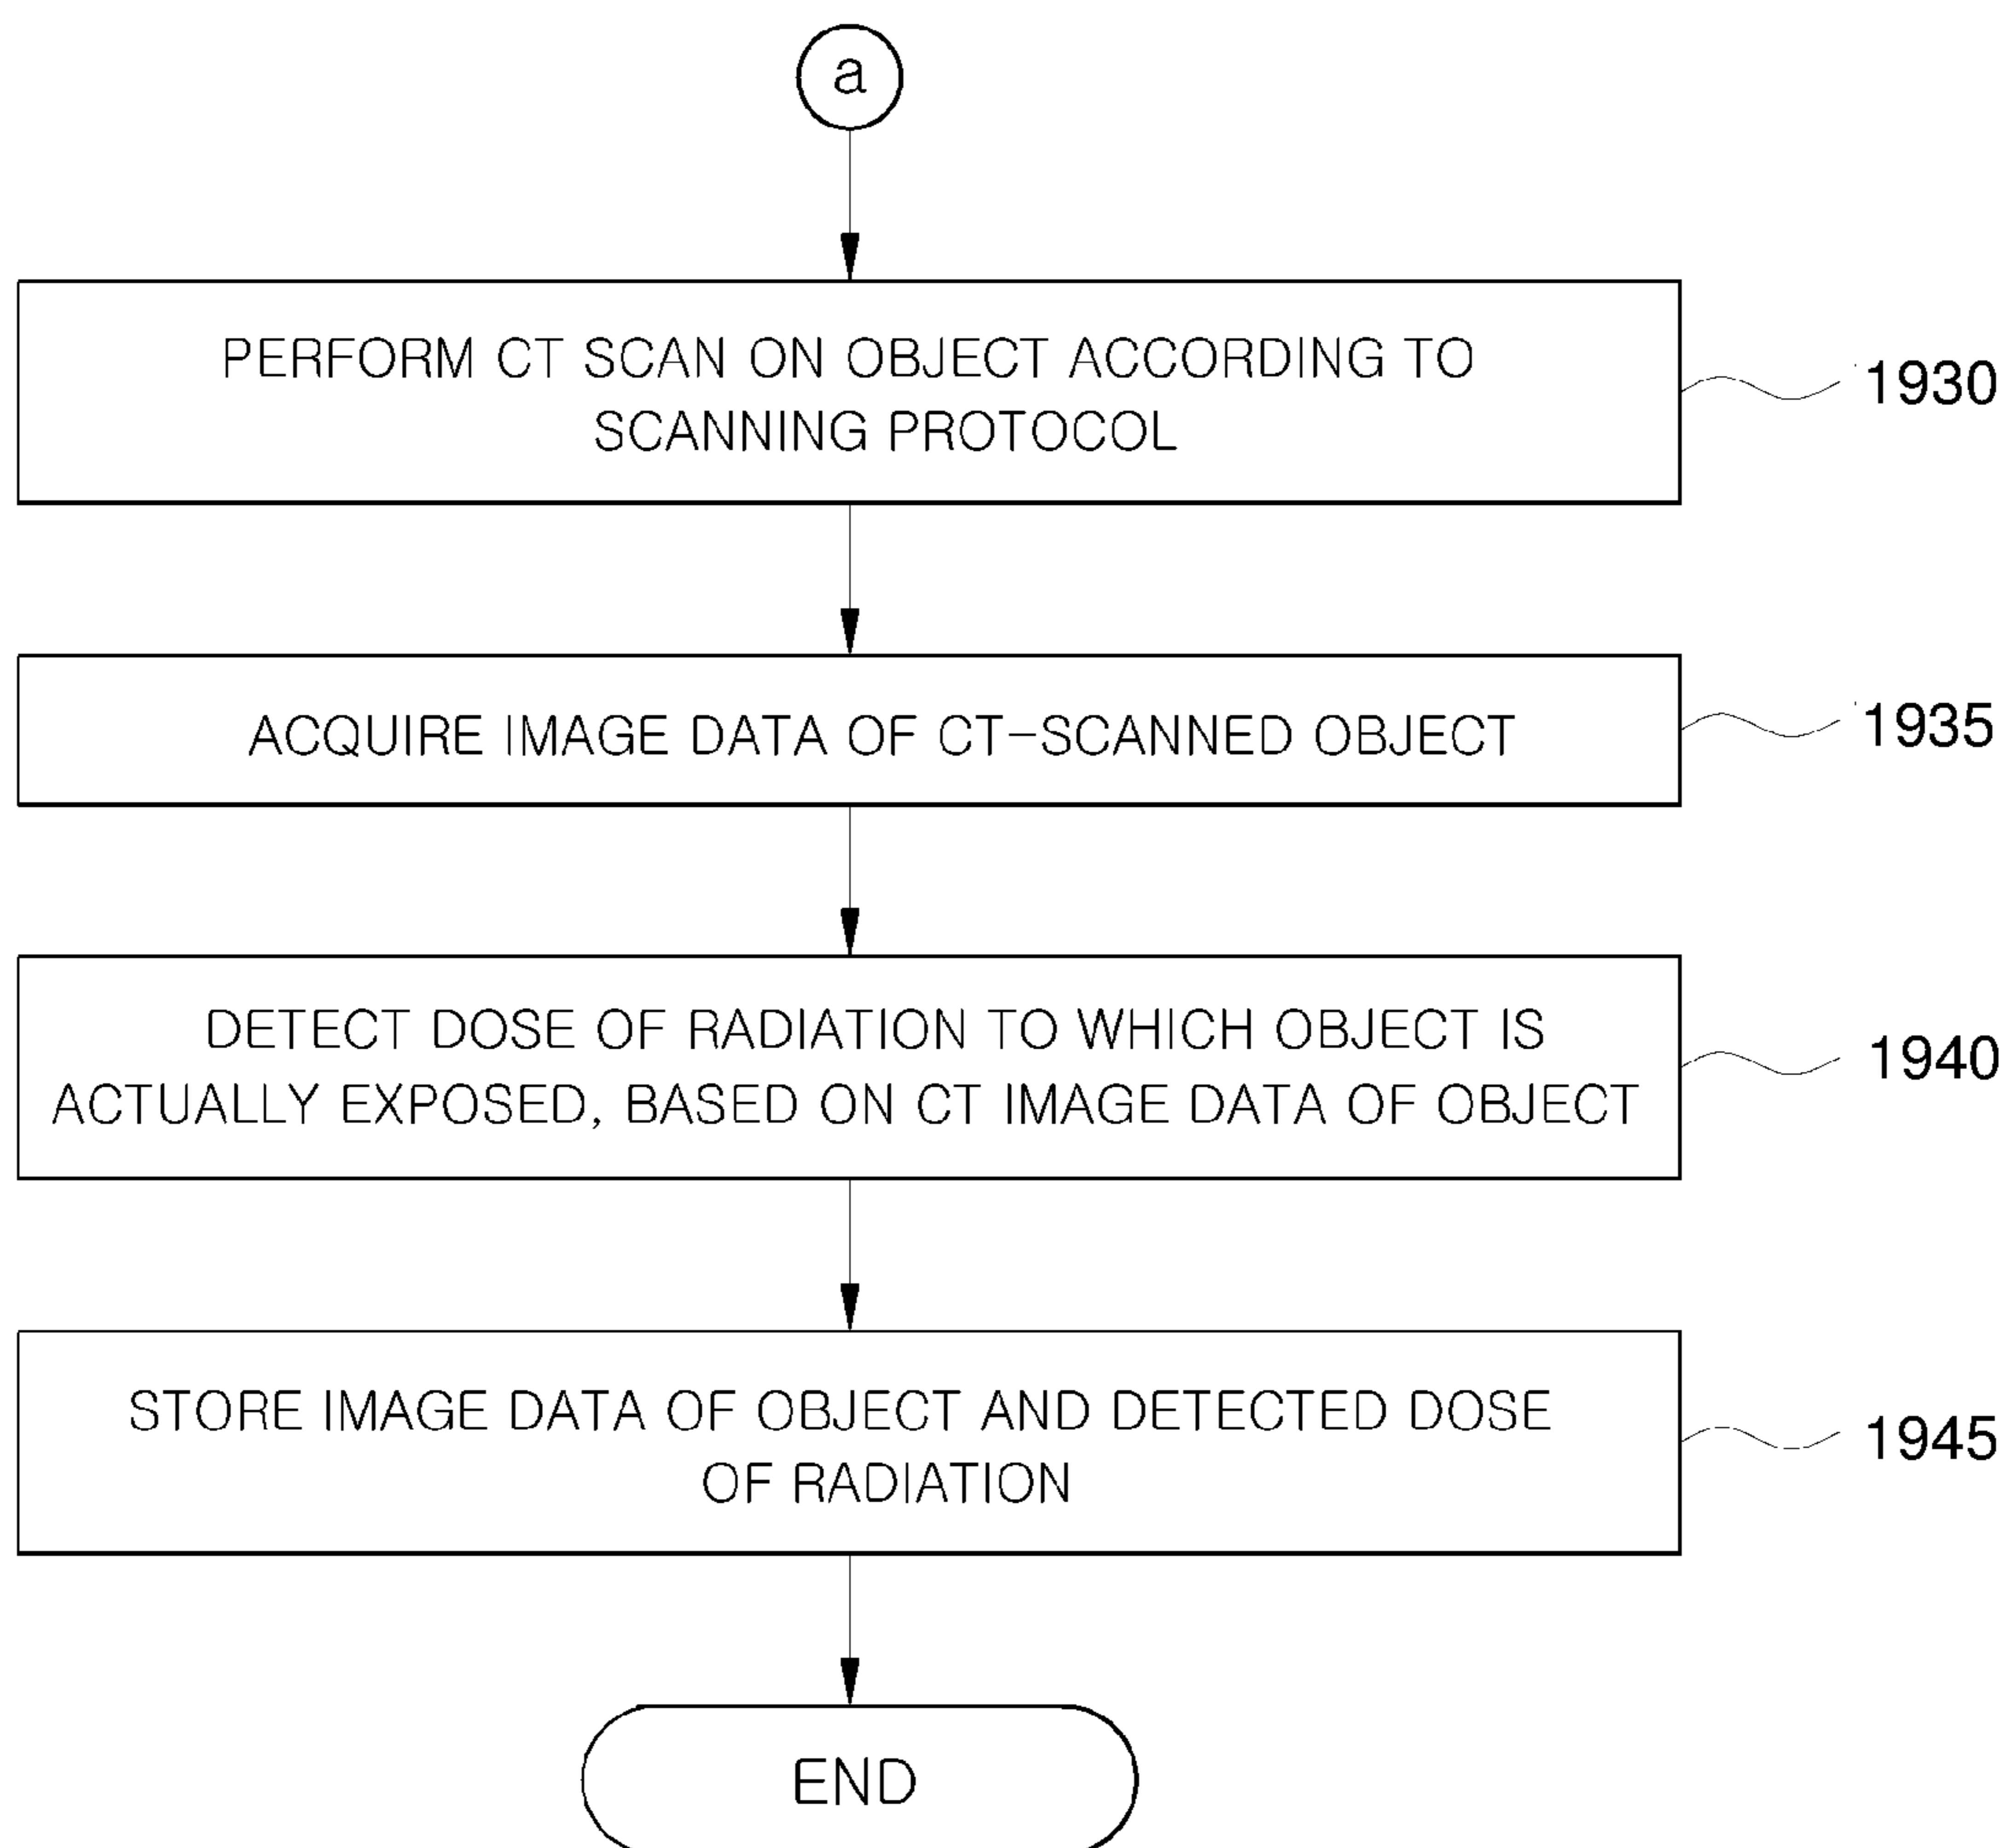 a
PERFORM CT SCAN ON OBJECT ACCORDING TO
SCANNING PROTOCOL
1930
ACQUIRE IMAGE DATA OF CT-SCANNED OBJECT
1935
DETECT DOSE OF RADIATION TO WHICH OBJECT IS
ACTUALLY EXPOSED, BASED ON CT IMAGE DATA OF OBJECT
1940
STORE IMAGE DATA OF OBJECT AND DETECTED DOSE
OF RADIATION
1945
END